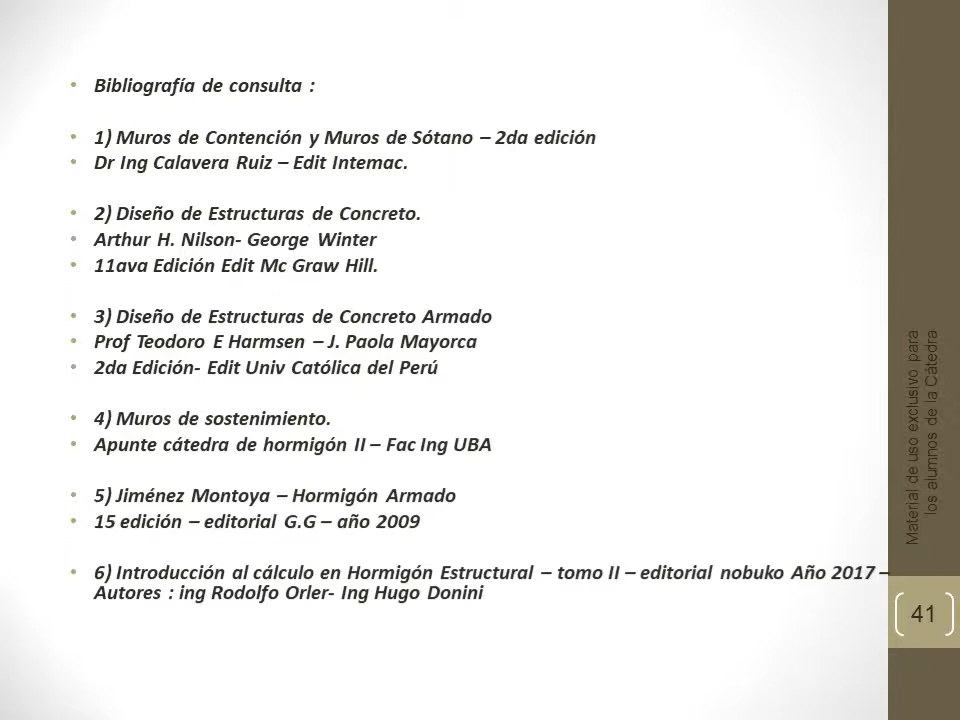 Bibliografía de consulta :
1) Muros de Contención y Muros de Sótano – 2da edición
Dr Ing Calavera Ruiz – Edit Intemac.
2) Diseño de Estructuras de Concreto.
Arthur H. Nilson- George Winter
11ava Edición Edit Mc Graw Hill.
3) Diseño de Estructuras de Concreto Armado
Prof Teodoro E Harmsen – J. Paola Mayorca
2da Edición- Edit Univ Católica del Perú
4) Muros de sostenimiento.
Apunte cátedra de hormigón II – Fac Ing UBA
5) Jiménez Montoya – Hormigón Armado
15 edición – editorial G.G – año 2009
6) Introducción al cálculo en Hormigón Estructural – tomo II – editorial nobuko Año 2017 –
Autores : ing Rodolfo Orler- Ing Hugo Donini
Material de uso exclusivo para
los alumnos de la Cátedra
41